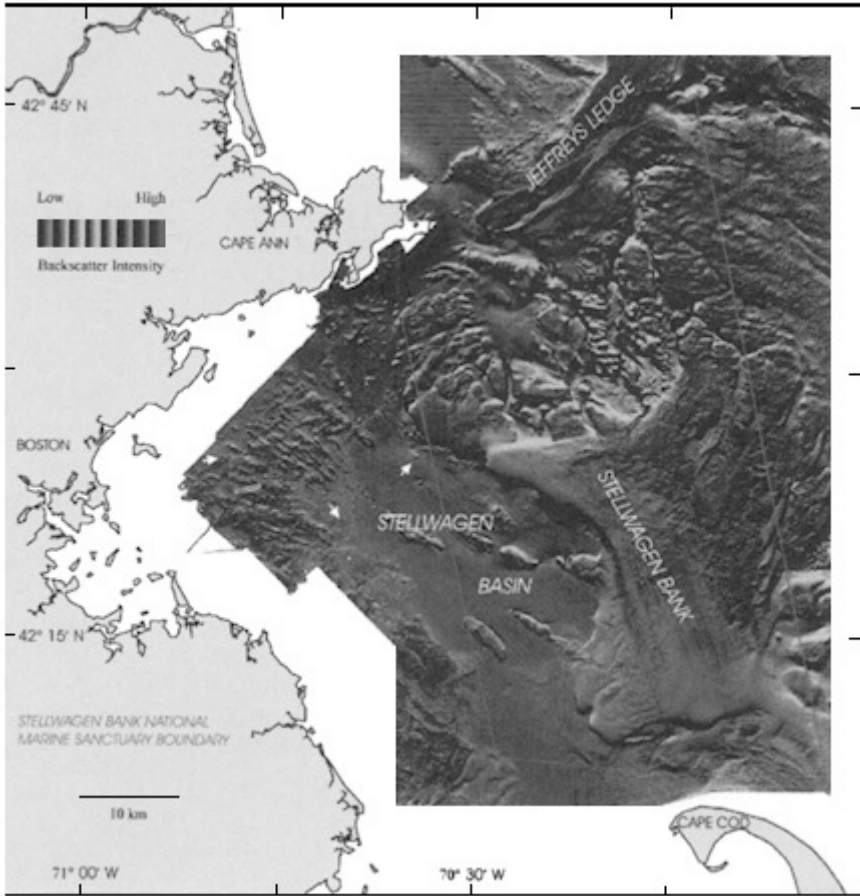 42° 45' N
JEFFREYS LEDGE
Low High
CAPE ANN
Backscatter Intensity
BOSTON
STELLWAGEN
BASIN
STELLWAGEN BANK
42° 15' N
STELLWAGEN BANK NATIONAL
MARINE SANCTUARY BOUNDARY
10 km
CAPE COD
71° 00' W
70° 30' W